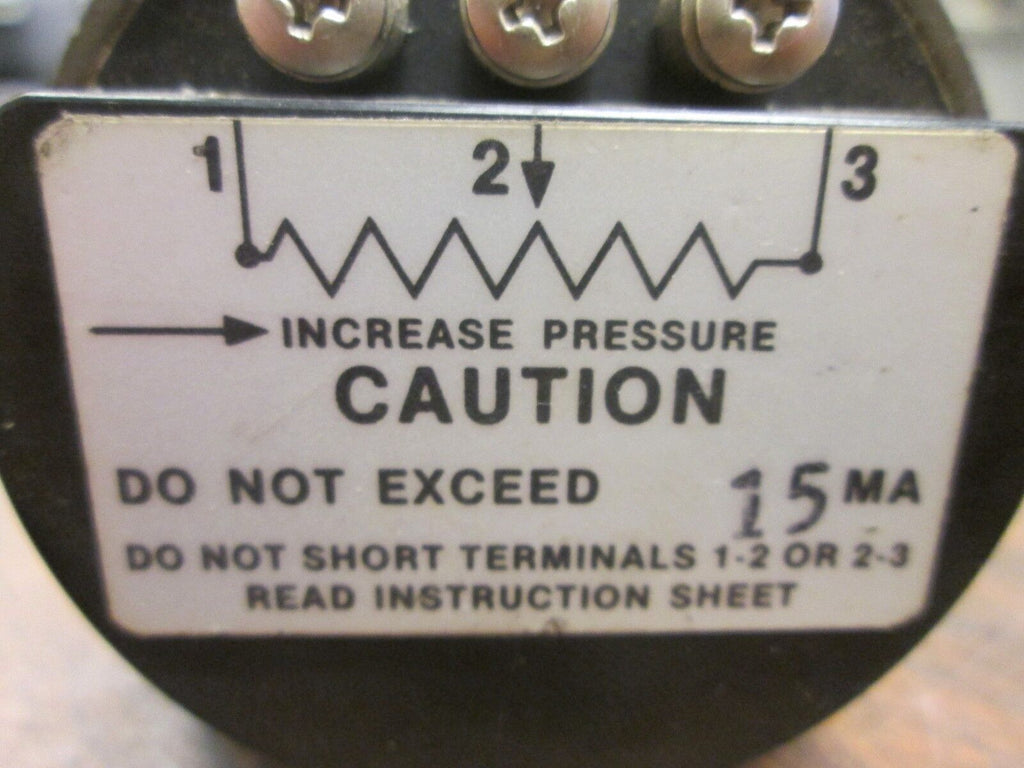 1 2 3
INCREASE PRESSURE
CAUTION
DO NOT EXCEED 15 MA
DO NOT SHORT TERMINALS 1-2 OR 2-3
READ INSTRUCTION SHEET